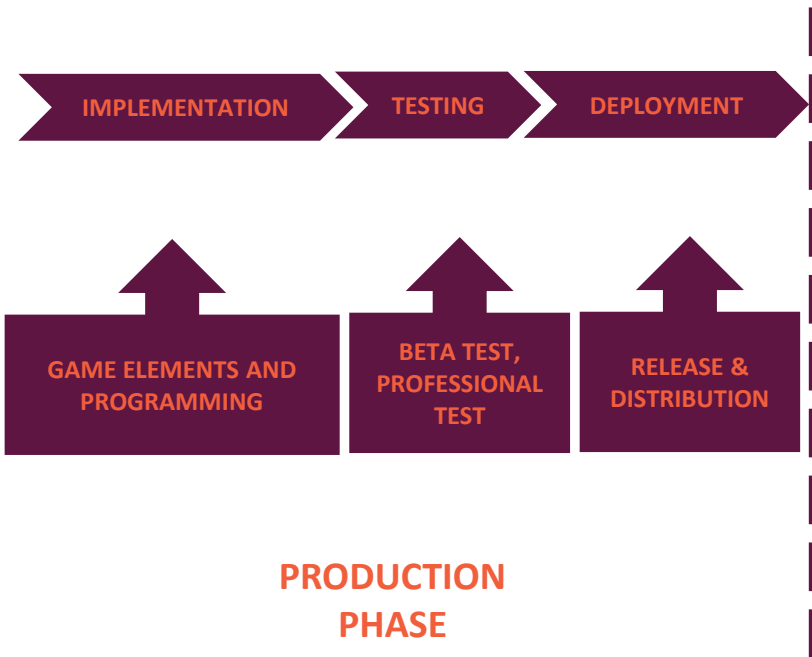 IMPLEMENTATION
TESTING
DEPLOYMENT
GAME ELEMENTS AND
PROGRAMMING
BETA TEST,
PROFESSIONAL
TEST
RELEASE &
DISTRIBUTION
PRODUCTION
PHASE